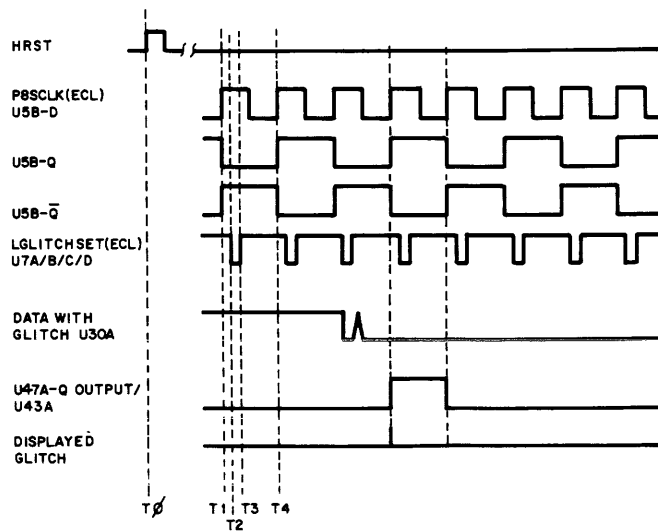 HRST
P8SCLK(ECL)
U5B-D
U5B-Q
U5B-Q̅
LGLITCHSET(ECL)
U7A/B/C/D
DATA WITH
GLITCH U30A
U47A-Q OUTPUT/
U43A
DISPLAYED
GLITCH
TØ
T1
T2
T3
T4